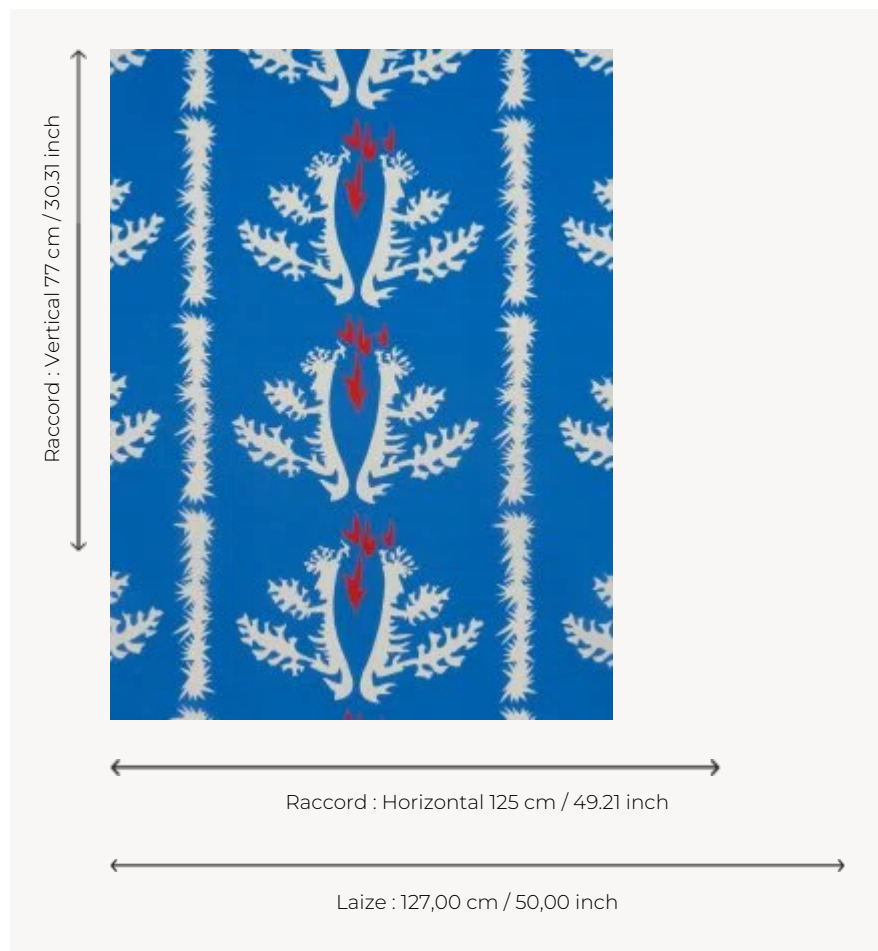 Raccord : Vertical 77 cm / 30.31 inch
Raccord : Horizontal 125 cm / 49.21 inch
Laize : 127,00 cm / 50,00 inch